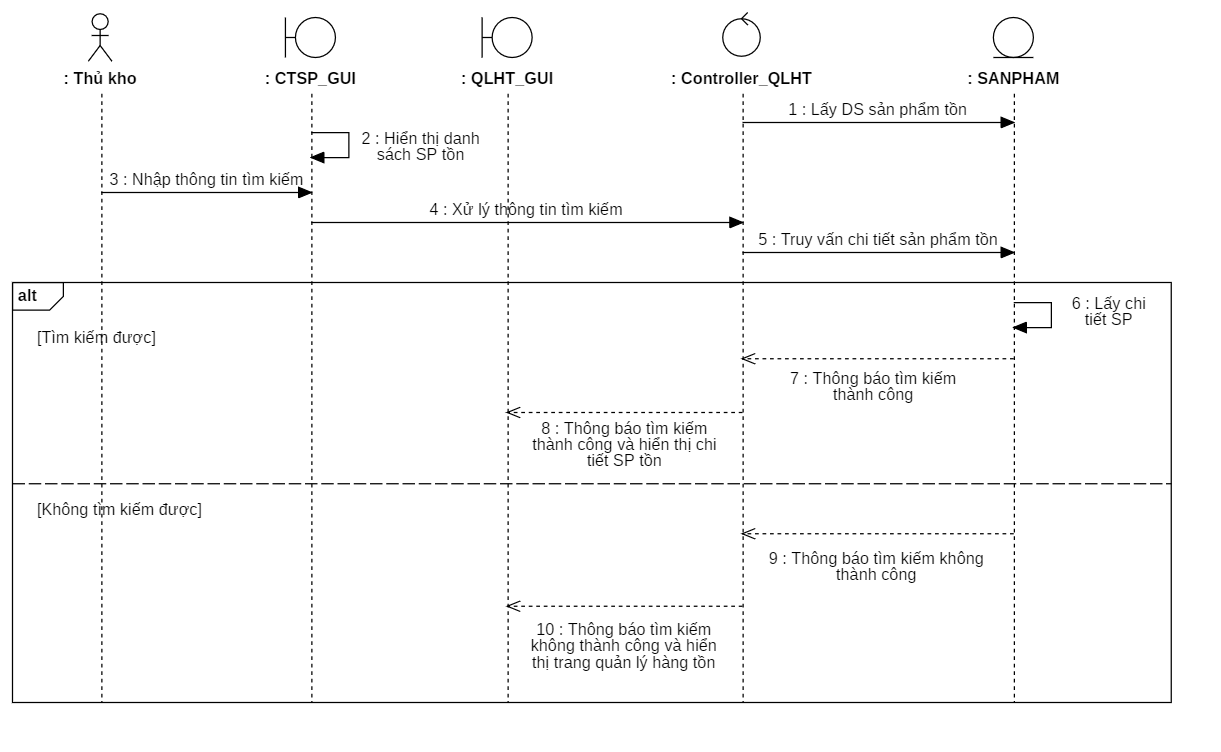 : Thủ kho
: CTSP_GUI
: QLHT_GUI
: Controller_QLHT
: SANPHAM
1 : Lấy DS sản phẩm tồn
2 : Hiển thị danh
sách SP tồn
3 : Nhập thông tin tìm kiếm
4 : Xử lý thông tin tìm kiếm
5 : Truy vấn chi tiết sản phẩm tồn
alt
6 : Lấy chi
tiết SP
[Tìm kiếm được]
7 : Thông báo tìm kiếm
thành công
8 : Thông báo tìm kiếm
thành công và hiển thị chi
tiết SP tồn
[Không tìm kiếm được]
9 : Thông báo tìm kiếm không
thành công
10 : Thông báo tìm kiếm
không thành công và hiển
thị trang quản lý hàng tồn